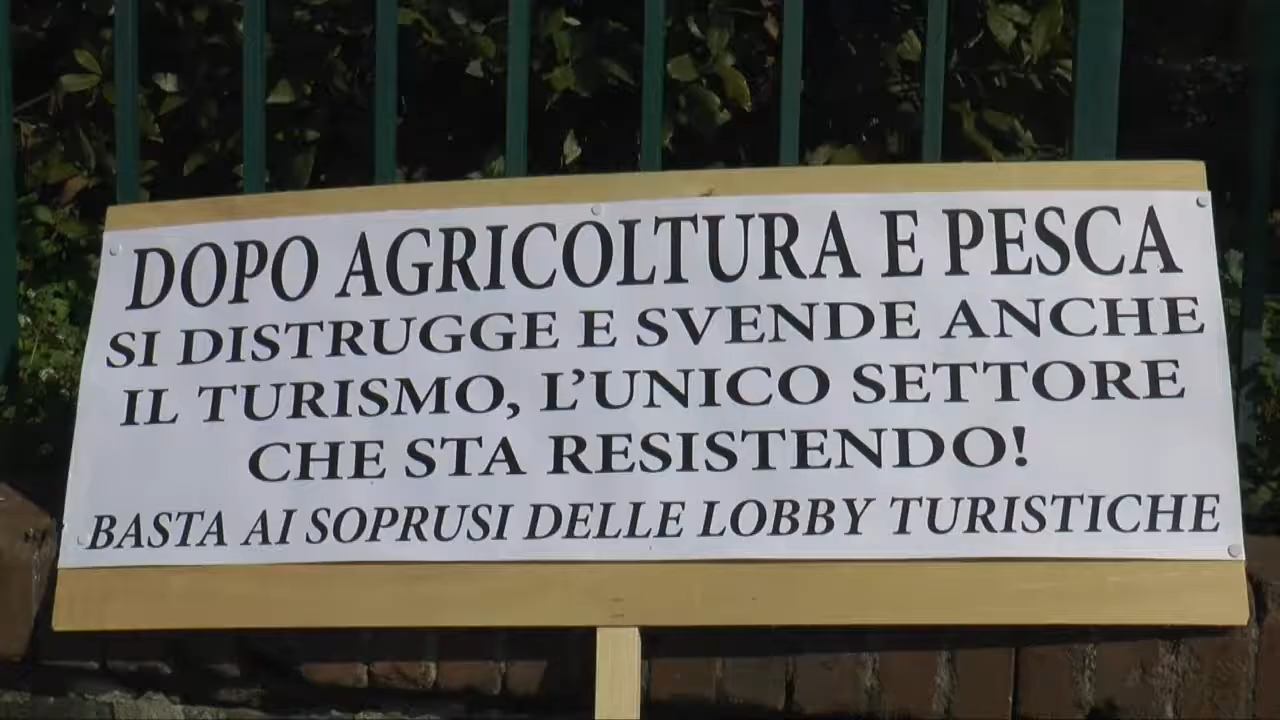 DOPO AGRICOLTURA E PESCA
SI DISTRUGGE E SVENDE ANCHE
IL TURISMO, L'UNICO SETTORE
CHE STA RESISTENDO!
BASTA AI SOPRUSI DELLE LOBBY TURISTICHE